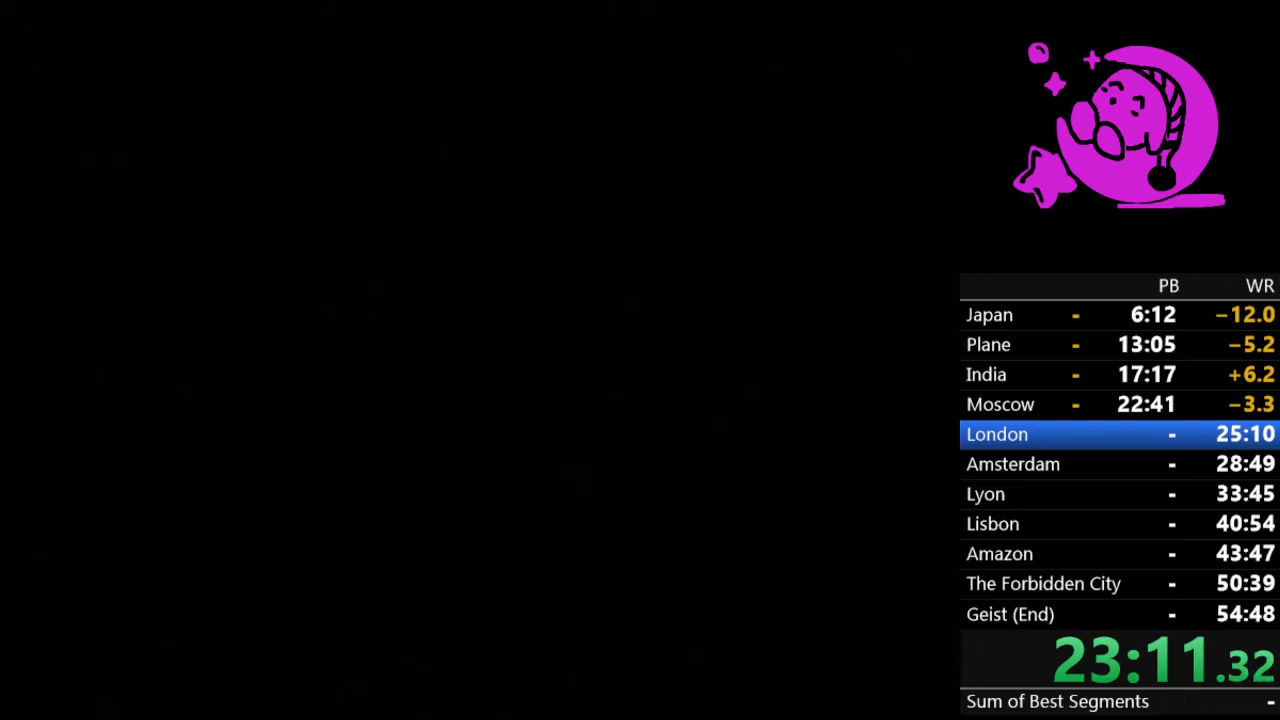 PB WR
Japan - 6:12 −12.0
Plane - 13:05 −5.2
India - 17:17 +6.2
Moscow - 22:41 −3.3
London - 25:10
Amsterdam - 28:49
Lyon - 33:45
Lisbon - 40:54
Amazon - 43:47
The Forbidden City - 50:39
Geist (End) - 54:48
23:11.32
Sum of Best Segments -